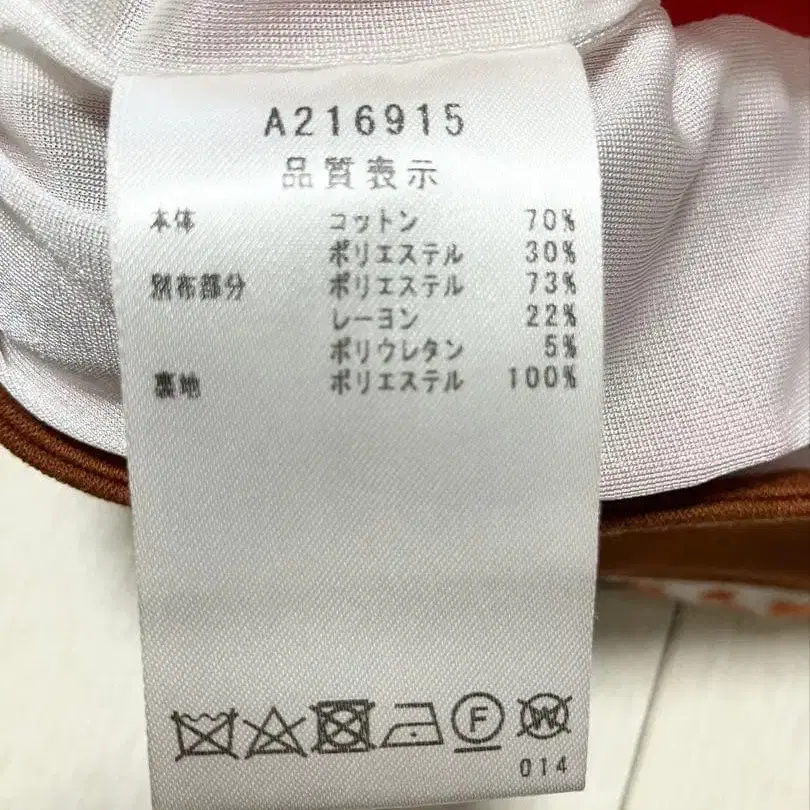 A216915
品質表示
本体 コットン 70%
ポリエステル 30%
別布部分 ポリエステル 73%
レーヨン 22%
ポリウレタン 5%
裏地 ポリエステル 100%
F W
014